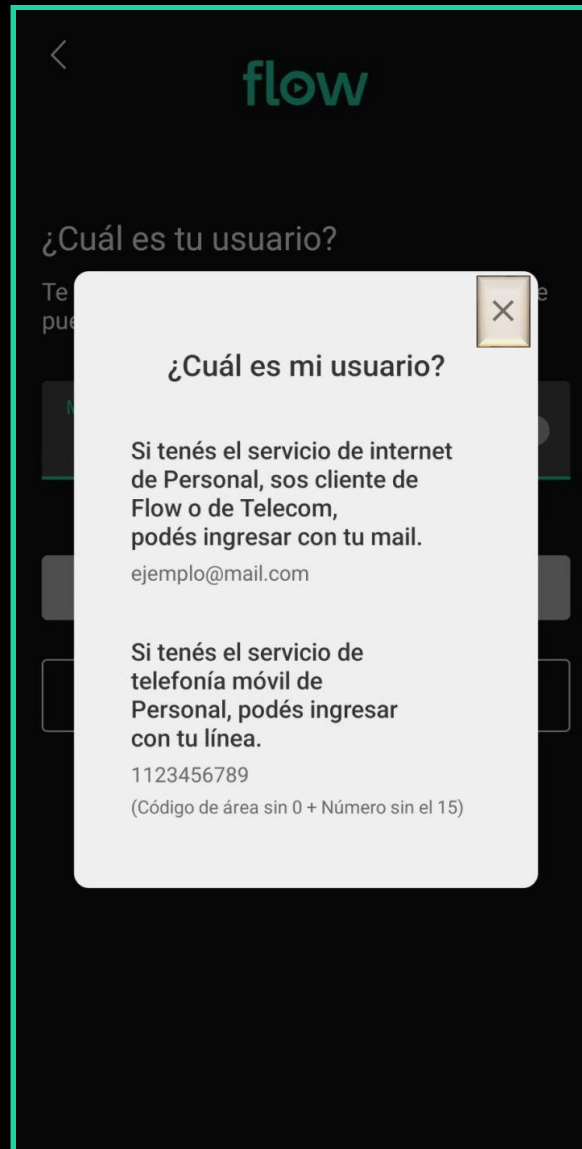 flow
¿Cuál es tu usuario?
Te
¿Cuál es mi usuario?
Si tenés el servicio de internet
de Personal, sos cliente de
Flow o de Telecom,
podés ingresar con tu mail.
ejemplo@mail.com
Si tenés el servicio de
telefonía móvil de
Personal, podés ingresar
con tu línea.
1123456789
(Código de área sin 0 + Número sin el 15)